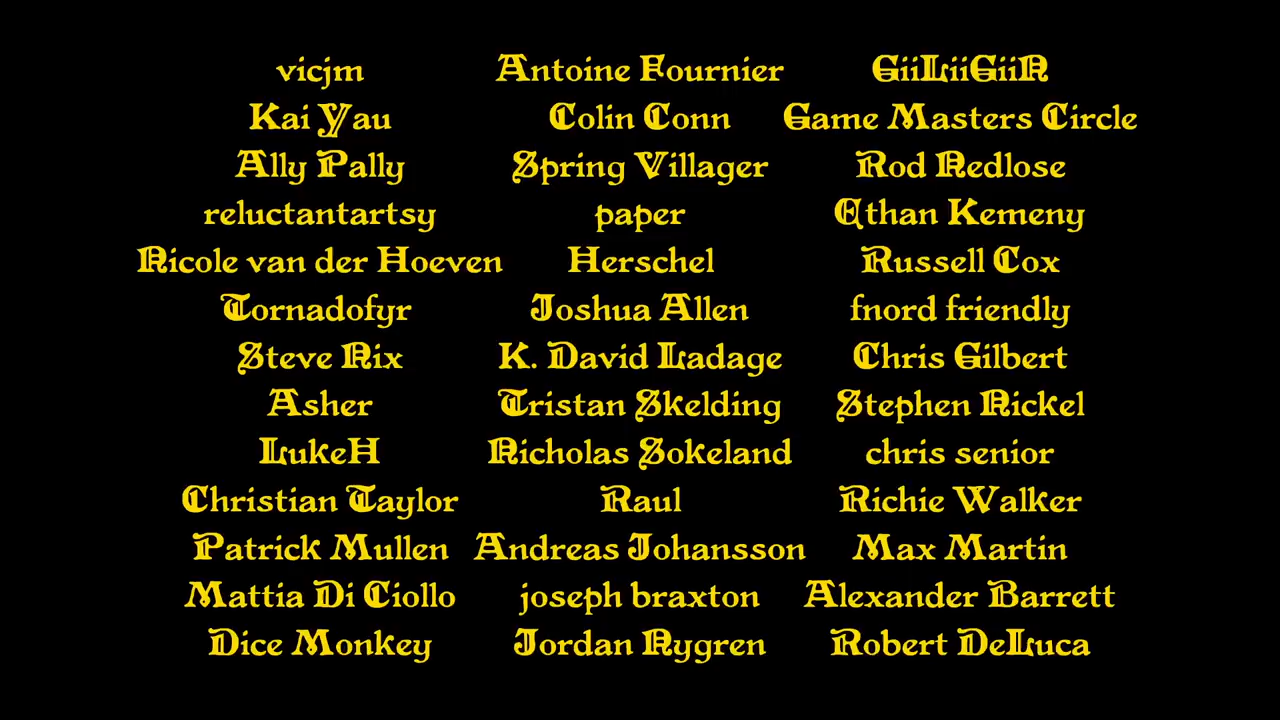 vicjm Antoine Fournier GiiLiiGiiN
Kai Yau Colin Conn Game Masters Circle
Ally Pally Spring Villager Rod Nedlose
reluctantartsy paper Ethan Kemeny
Nicole van der Hoeven Herschel Russell Cox
Tornadofyr Joshua Allen fnord friendly
Steve Nix K. David Ladage Chris Gilbert
Asher Tristan Skelding Stephen Nickel
LukeH Nicholas Sokeland chris senior
Christian Taylor Raul Richie Walker
Patrick Mullen Andreas Johansson Max Martin
Mattia Di Ciollo joseph braxton Alexander Barrett
Dice Monkey Jordan Nygren Robert DeLuca